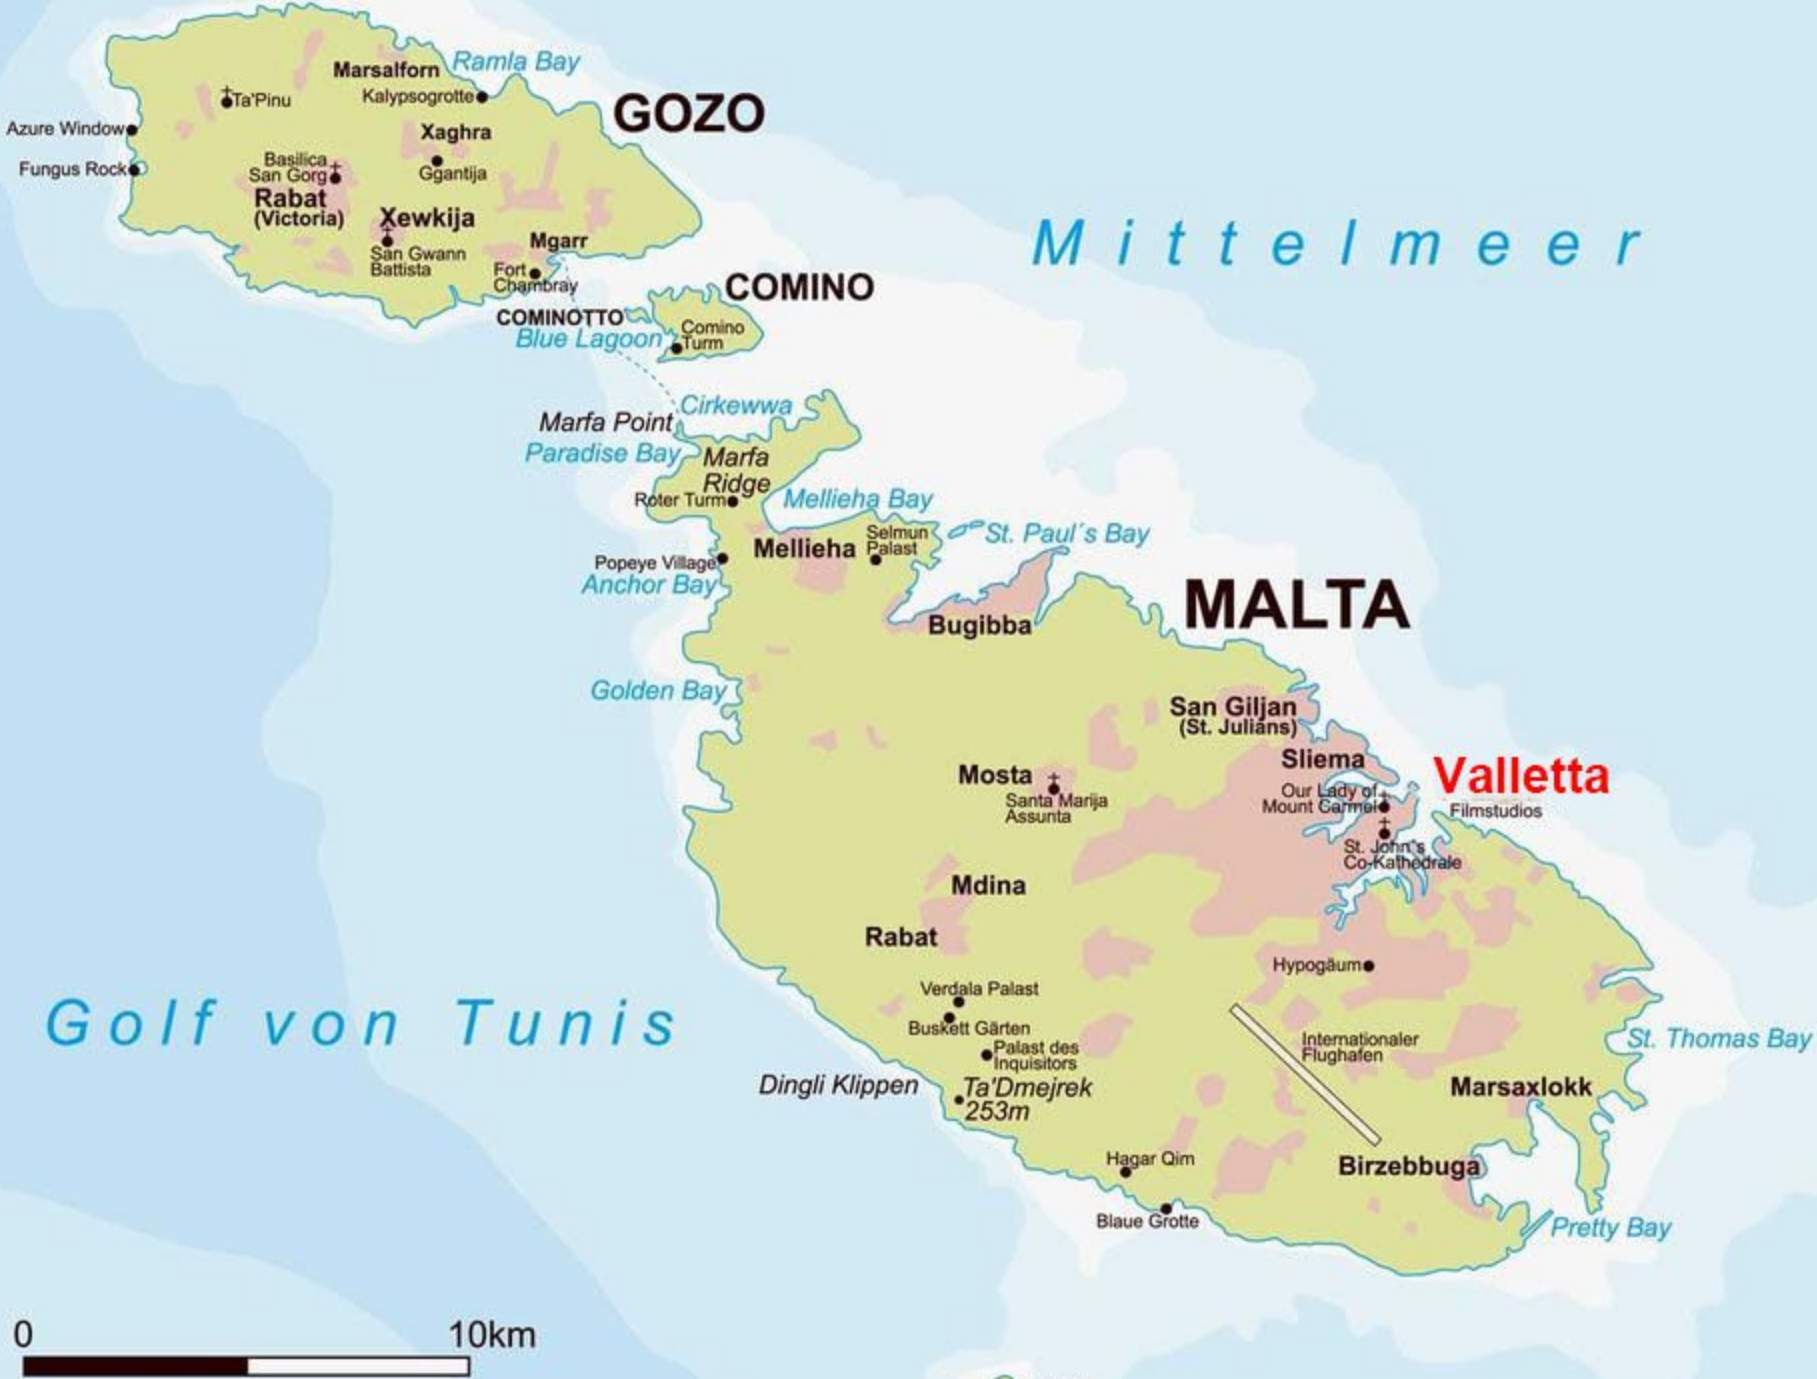 Ramla Bay
Marsalforn
Kalypsogrotte
Ta'Pinu
GOZO
Azure Window
Xaghra
Fungus Rock
Basilica
San Gorg
Ggantija
Rabat
(Victoria)
Xewkija
San Gwann
Battista
Mgarr
Fort
Chambray
Mittelmeer
COMINO
COMINOTTO
Blue Lagoon
Comino
Turm
Cirkewwa
Marfa Point
Paradise Bay
Marfa
Ridge
Roter Turm
Mellieha Bay
St. Paul´s Bay
Selmun
Palast
Mellieha
Popeye Village
Anchor Bay
MALTA
Bugibba
Golden Bay
San Giljan
(St. Julians)
Sliema
Valletta
Filmstudios
Mosta
Santa Marija
Assunta
Our Lady of
Mount Carmel
St. John´s
Co-Kathedrale
Mdina
Rabat
Hypogäum
Verdala Palast
Buskett Gärten
Palast des
Inquisitors
Golf von Tunis
Internationaler
Flughafen
St. Thomas Bay
Dingli Klippen
Ta'Dmejrek
253m
Marsaxlokk
Hagar Qim
Birzebbuga
Blaue Grotte
Pretty Bay
0 10km